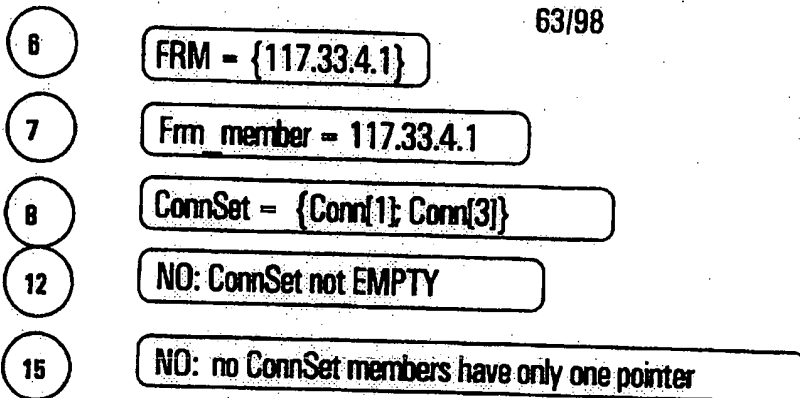 63/98
6 FRM = {117.33.4.1}
7 Frm_member = 117.33.4.1
8 ConnSet = {Conn[1]; Conn[3]}
12 NO: ConnSet not EMPTY
15 NO: no ConnSet members have only one pointer